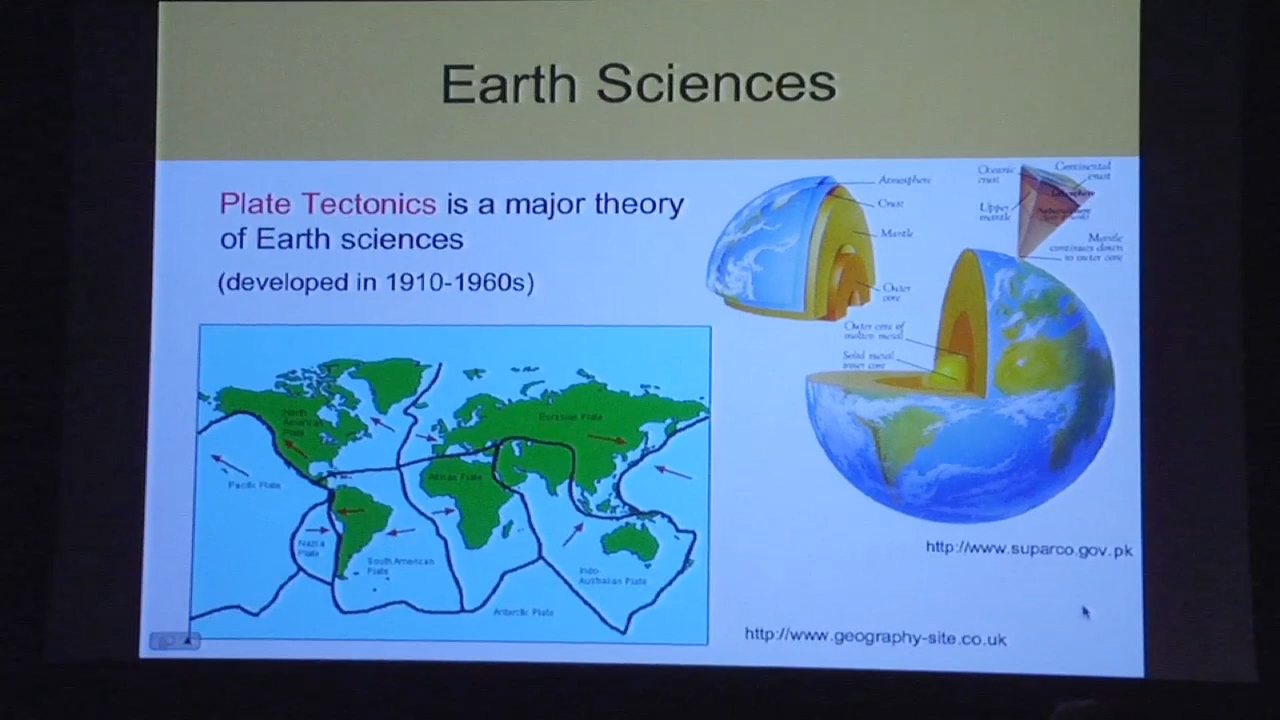 Earth Sciences
Plate Tectonics is a major theory
of Earth sciences
(developed in 1910-1960s)
North
American
Plate
Eurasian Plate
Pacific Plate
African Plate
Nazca
Plate
South American
Plate
Indo-
Australian Plate
Antarctic Plate
Atmosphere
Crust
Mantle
Outer
core
Oceanic
crust
Continental
crust
Upper
mantle
Lithosphere
Mantle
continues down
to outer core
Outer core of
molten metal
Solid metal
inner core
http://www.suparco.gov.pk
http://www.geography-site.co.uk